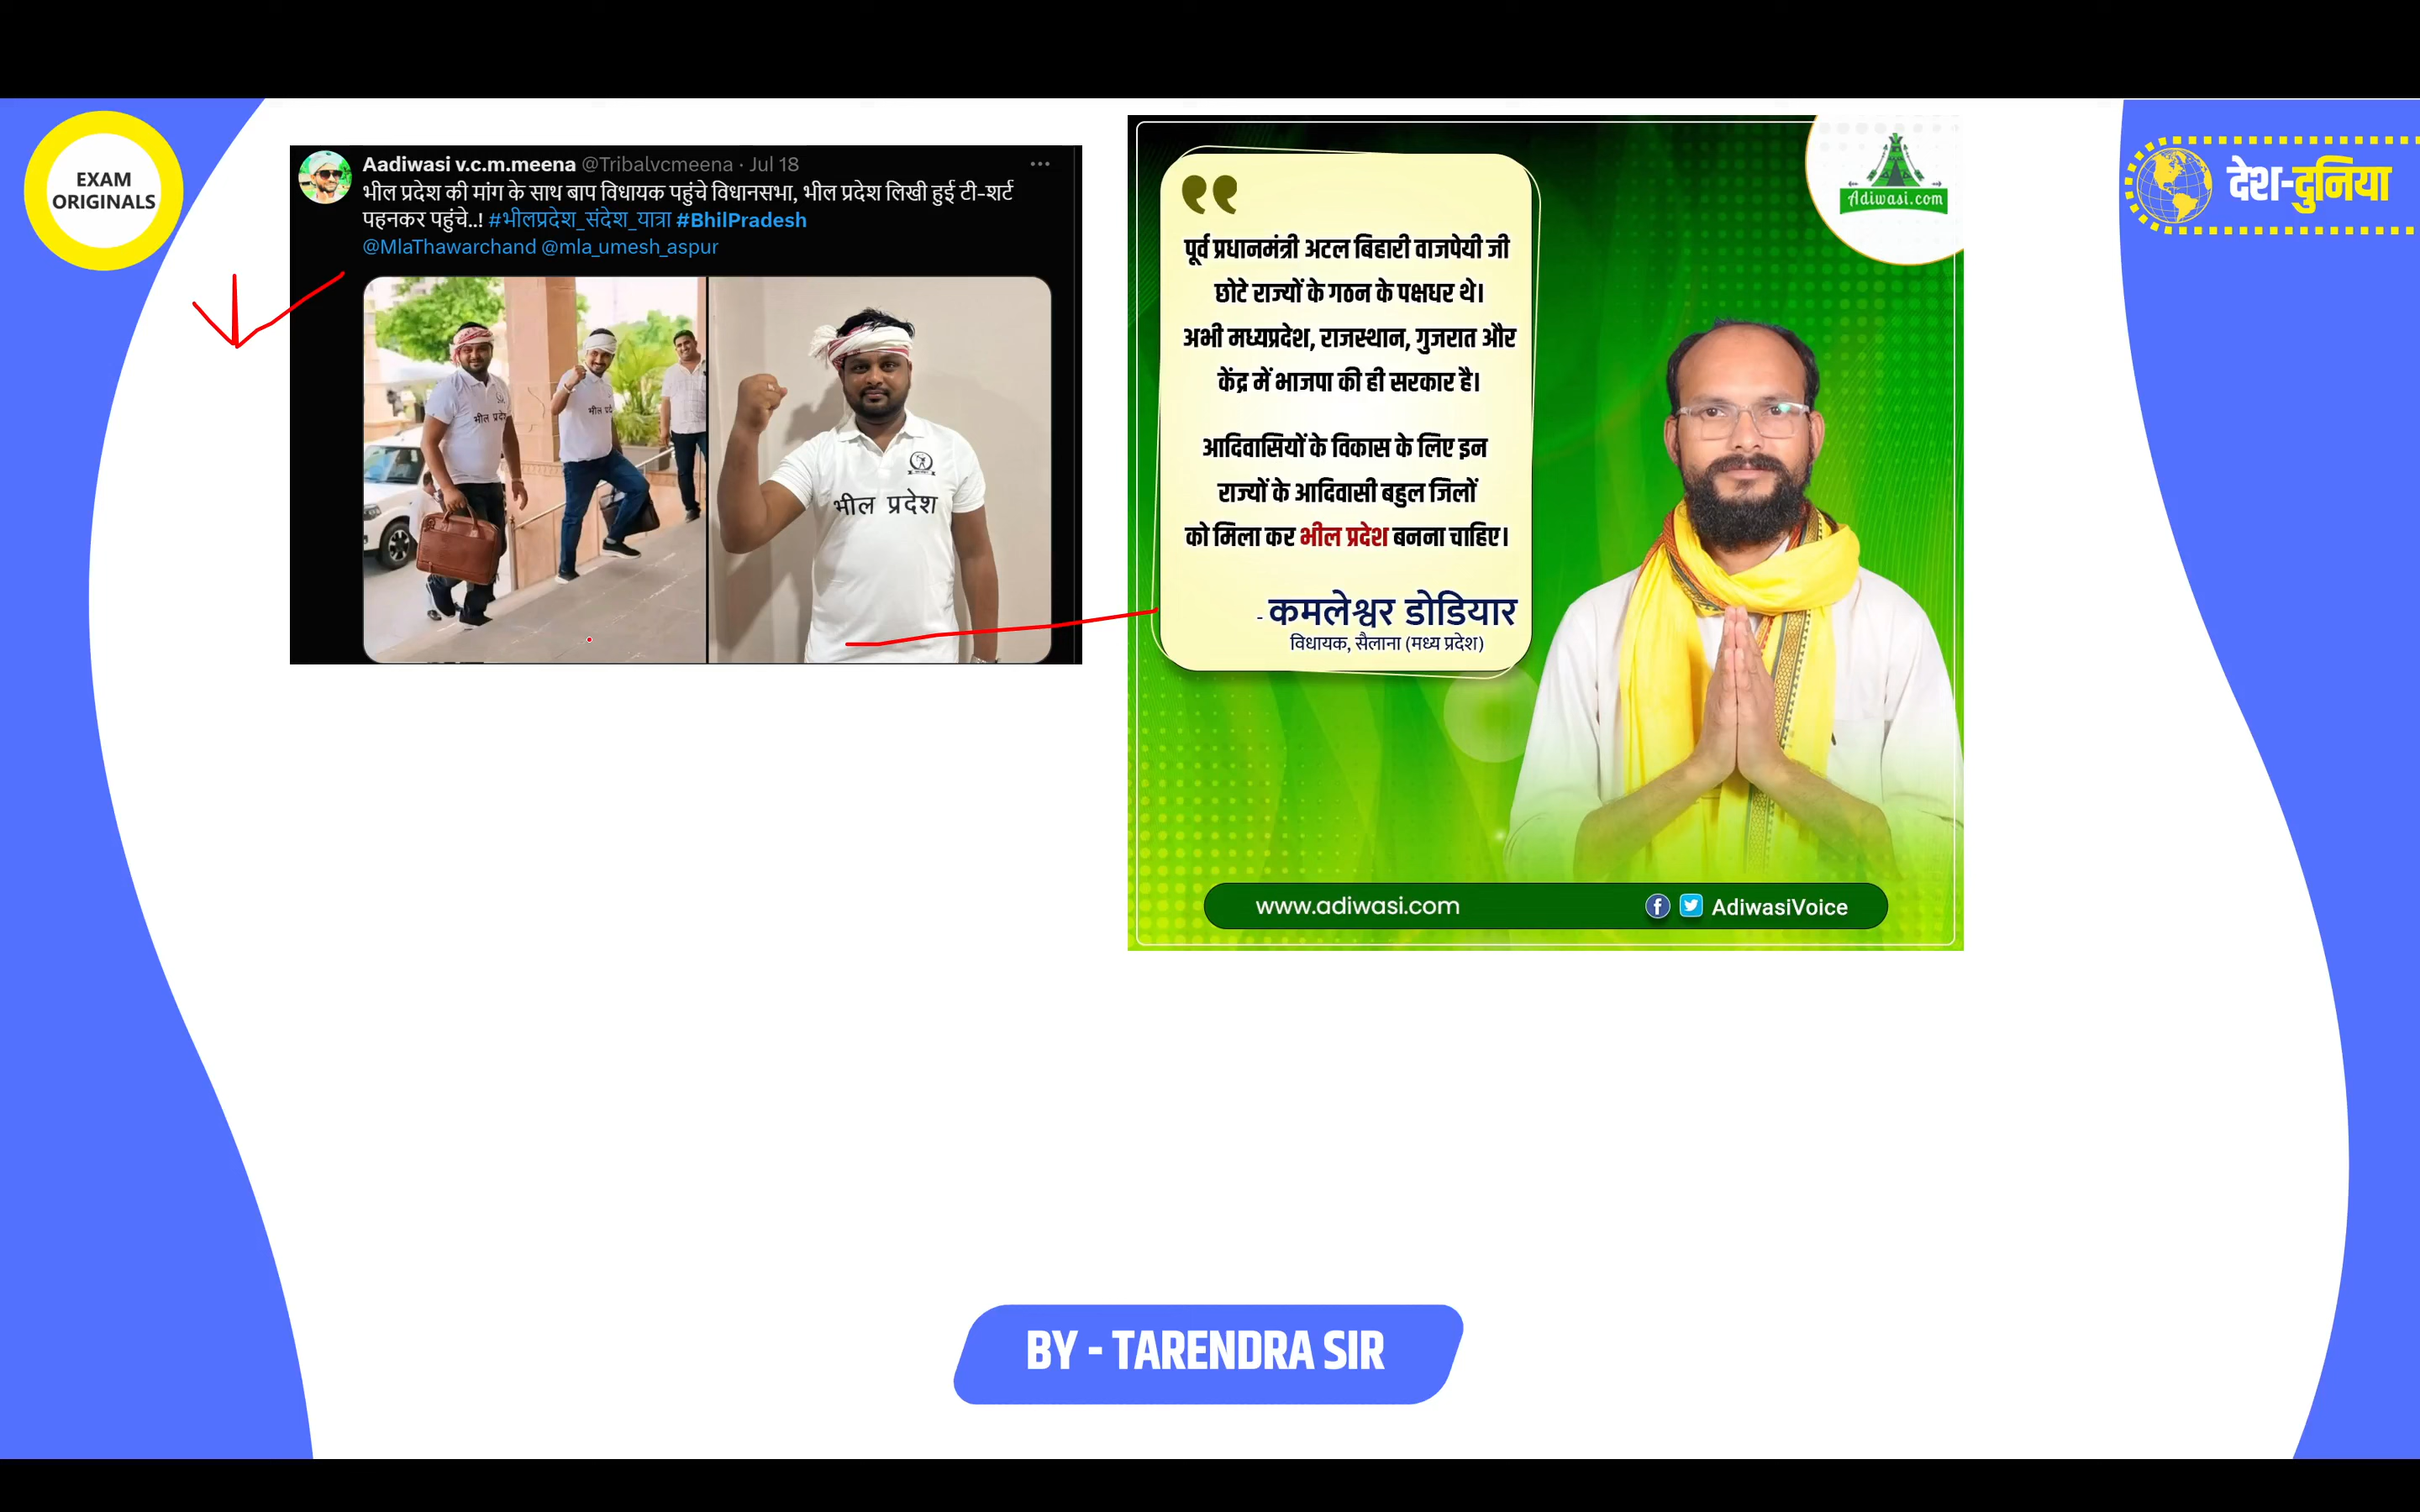 EXAM
ORIGINALS
Aadiwasi v.c.m.meena @Tribalvcmeena · Jul 18
भील प्रदेश की मांग के साथ बाप विधायक पहुंचे विधानसभा, भील प्रदेश लिखी हुई टी-शर्ट
पहनकर पहुंचे..! #भीलप्रदेश_संदेश_यात्रा #BhilPradesh
@MlaThawarchand @mla_umesh_aspur
भील प्रदे
भील प्रदे
भील प्रदेश
पूर्व प्रधानमंत्री अटल बिहारी वाजपेयी जी
छोटे राज्यों के गठन के पक्षधर थे।
अभी मध्यप्रदेश, राजस्थान, गुजरात और
केंद्र में भाजपा की ही सरकार है।
आदिवासियों के विकास के लिए इन
राज्यों के आदिवासी बहुल जिलों
को मिला कर भील प्रदेश बनना चाहिए।
- कमलेश्वर डोडियार
विधायक, सैलाना (मध्य प्रदेश)
Adiwasi.com
www.adiwasi.com
AdiwasiVoice
देश-दुनिया
BY - TARENDRA SIR